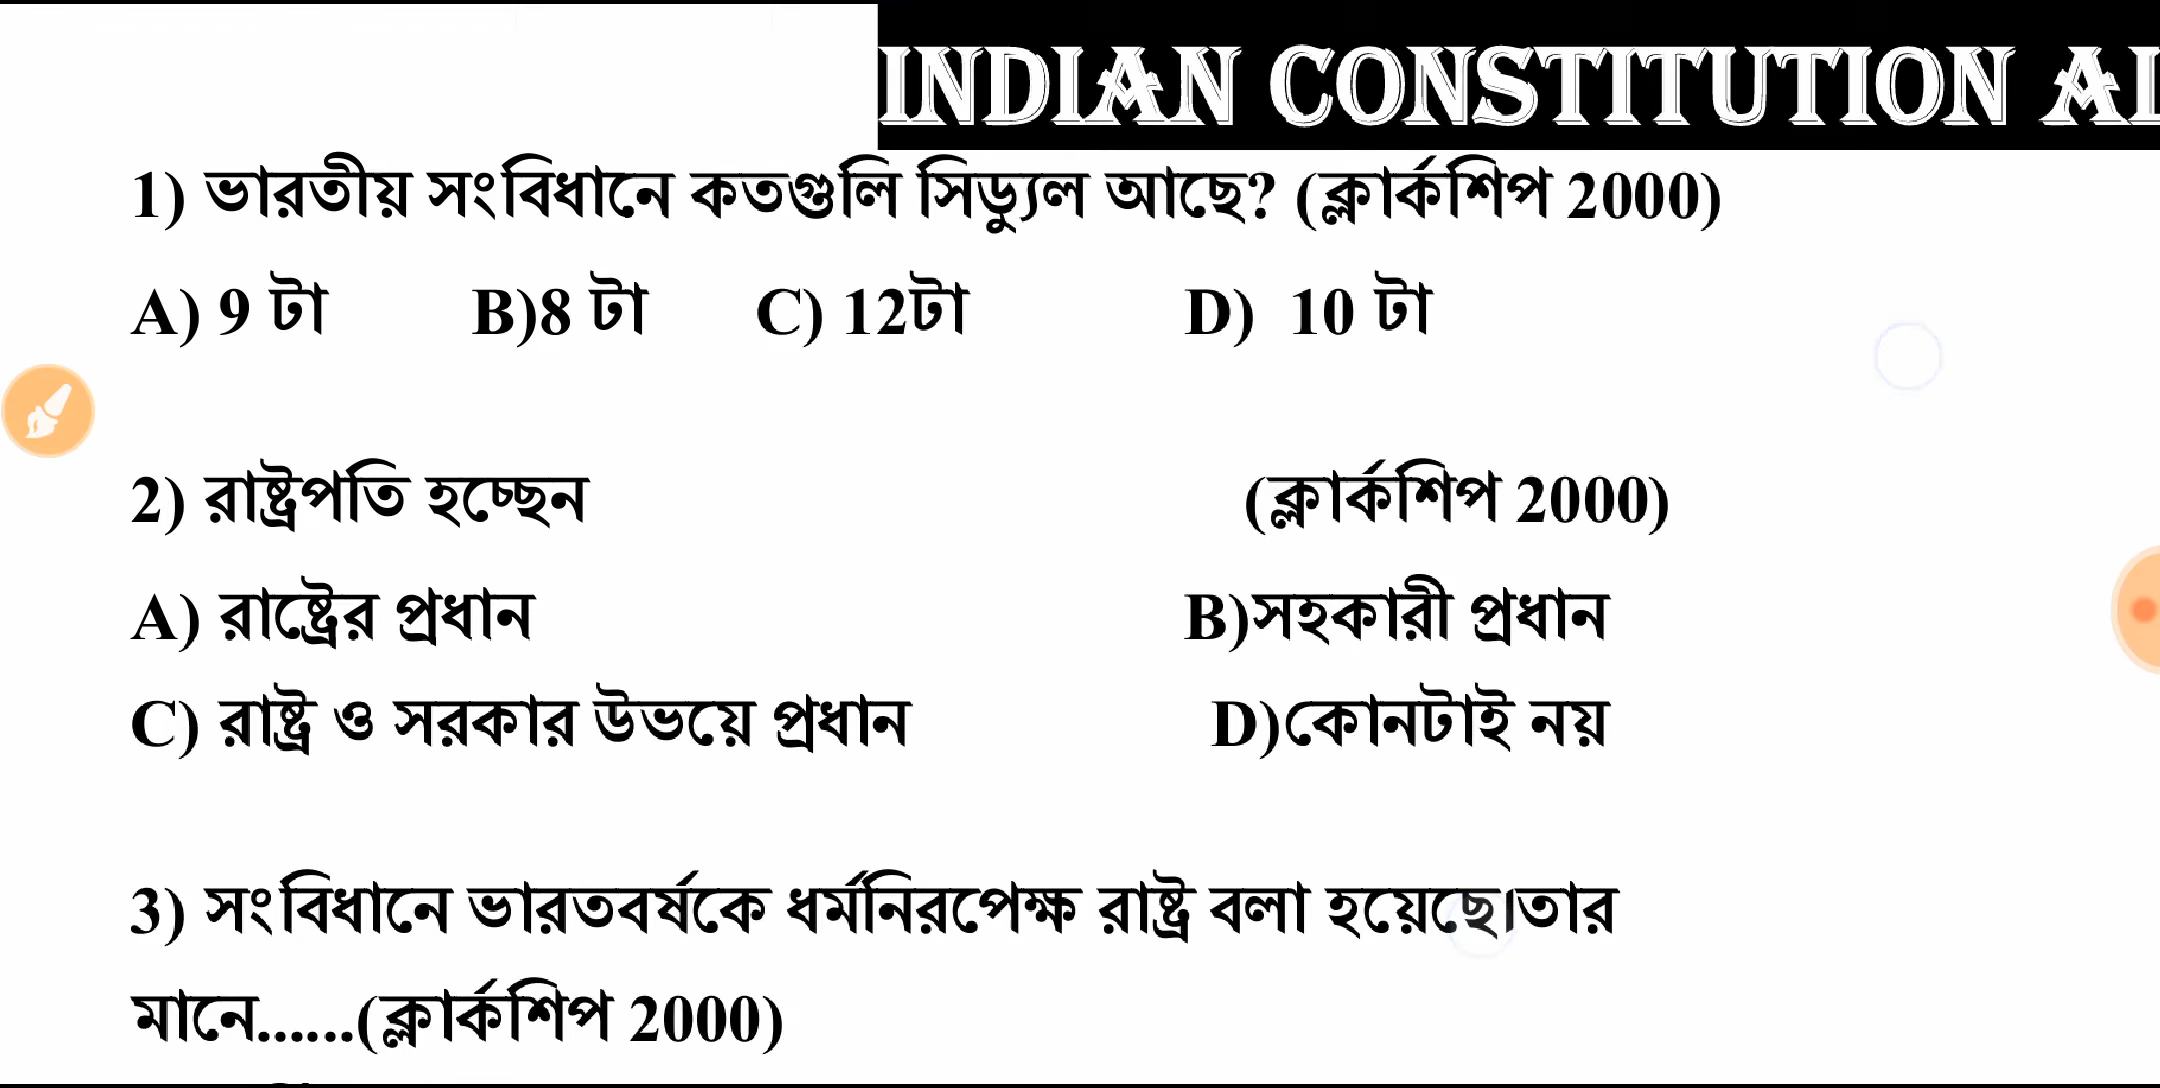 INDIAN CONSTITUTION
1) ভারতীয় সংবিধানে কতগুলি সিড্যুল আছে? (ক্লার্কশিপ 2000)
A) 9 টা B)8 টা C) 12টা D) 10 টা
2) রাষ্ট্রপতি হচ্ছেন (ক্লার্কশিপ 2000)
A) রাষ্ট্রের প্রধান B)সহকারী প্রধান
C) রাষ্ট্র ও সরকার উভয়ে প্রধান D)কোনটাই নয়
3) সংবিধানে ভারতবর্ষকে ধর্মনিরপেক্ষ রাষ্ট্র বলা হয়েছে।তার
মানে......(ক্লার্কশিপ 2000)